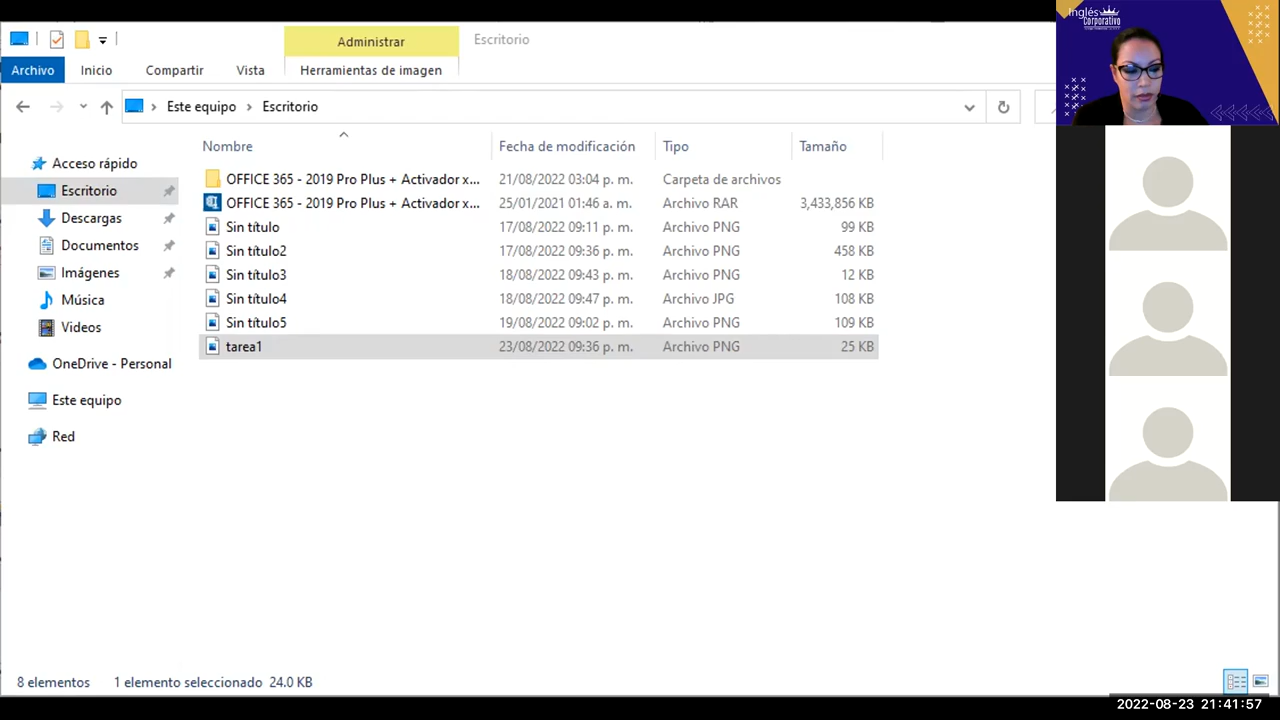 Administrar
Escritorio
Archivo
Inicio
Compartir
Vista
Herramientas de imagen
Este equipo
Escritorio
Nombre
Fecha de modificación
Tipo
Tamaño
Acceso rápido
Escritorio
Descargas
Documentos
Imágenes
Música
Videos
OneDrive - Personal
Este equipo
Red
OFFICE 365 - 2019 Pro Plus + Activador x... 21/08/2022 03:04 p. m. Carpeta de archivos
OFFICE 365 - 2019 Pro Plus + Activador x... 25/01/2021 01:46 a. m. Archivo RAR 3,433,856 KB
Sin título 17/08/2022 09:11 p. m. Archivo PNG 99 KB
Sin título2 17/08/2022 09:36 p. m. Archivo PNG 458 KB
Sin título3 18/08/2022 09:43 p. m. Archivo PNG 12 KB
Sin título4 18/08/2022 09:47 p. m. Archivo JPG 108 KB
Sin título5 19/08/2022 09:02 p. m. Archivo PNG 109 KB
tarea1 23/08/2022 09:36 p. m. Archivo PNG 25 KB
8 elementos 1 elemento seleccionado 24.0 KB
Inglés
Corporativo
2022-08-23 21:41:57